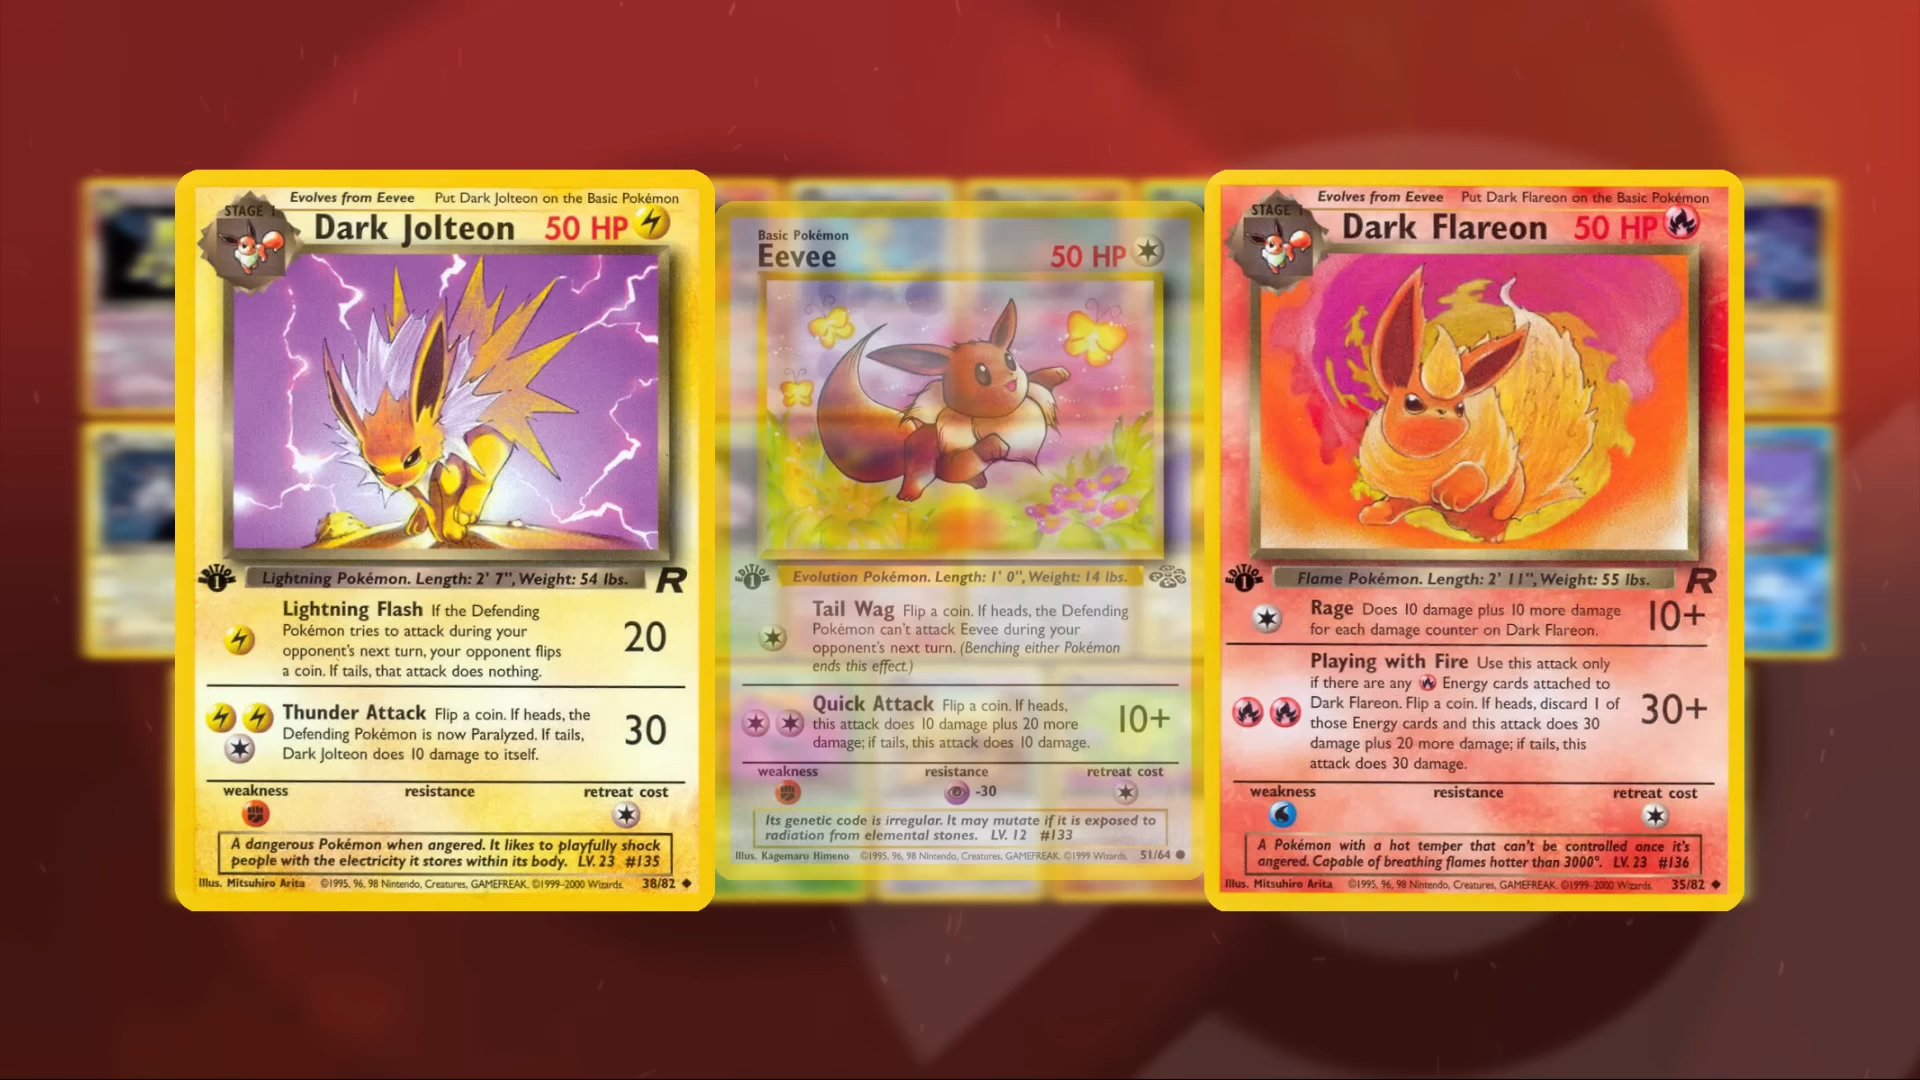 Evolves from Eevee Put Dark Jolteon on the Basic Pokémon
STAGE 1
Dark Jolteon 50 HP
EDITION 1
Lightning Pokémon. Length: 2' 7", Weight: 54 lbs. R
Lightning Flash If the Defending
Pokémon tries to attack during your
opponent's next turn, your opponent flips
a coin. If tails, that attack does nothing.
20
Thunder Attack Flip a coin. If heads, the
Defending Pokémon is now Paralyzed. If tails,
Dark Jolteon does 10 damage to itself.
30
weakness resistance retreat cost
A dangerous Pokémon when angered. It likes to playfully shock
people with the electricity it stores within its body. LV. 23 #135
Illus. Mitsuhiro Arita ©1995, 96, 98 Nintendo, Creatures, GAMEFREAK. ©1999-2000 Wizards. 38/82
Basic Pokémon
Eevee 50 HP
EDITION 1
Evolution Pokémon. Length: 1' 0", Weight: 14 lbs.
Tail Wag Flip a coin. If heads, the Defending
Pokémon can't attack Eevee during your
opponent's next turn. (Benching either Pokémon
ends this effect.)
Quick Attack Flip a coin. If heads,
this attack does 10 damage plus 20 more
damage; if tails, this attack does 10 damage.
10+
weakness resistance retreat cost
-30
Its genetic code is irregular. It may mutate if it is exposed to
radiation from elemental stones. LV. 12 #133
Illus. Kagemaru Himeno ©1995, 96, 98 Nintendo, Creatures, GAMEFREAK. ©1999 Wizards. 51/64
Evolves from Eevee Put Dark Flareon on the Basic Pokémon
STAGE 1
Dark Flareon 50 HP
EDITION 1
Flame Pokémon. Length: 2' 11", Weight: 55 lbs. R
Rage Does 10 damage plus 10 more damage
for each damage counter on Dark Flareon.
10+
Playing with Fire Use this attack only
if there are any Energy cards attached to
Dark Flareon. Flip a coin. If heads, discard 1 of
those Energy cards and this attack does 30
damage plus 20 more damage; if tails, this
attack does 30 damage.
30+
weakness resistance retreat cost
A Pokémon with a hot temper that can't be controlled once it's
angered. Capable of breathing flames hotter than 3000°. LV. 23 #136
Illus. Mitsuhiro Arita ©1995, 96, 98 Nintendo, Creatures, GAMEFREAK. ©1999-2000 Wizards. 35/82